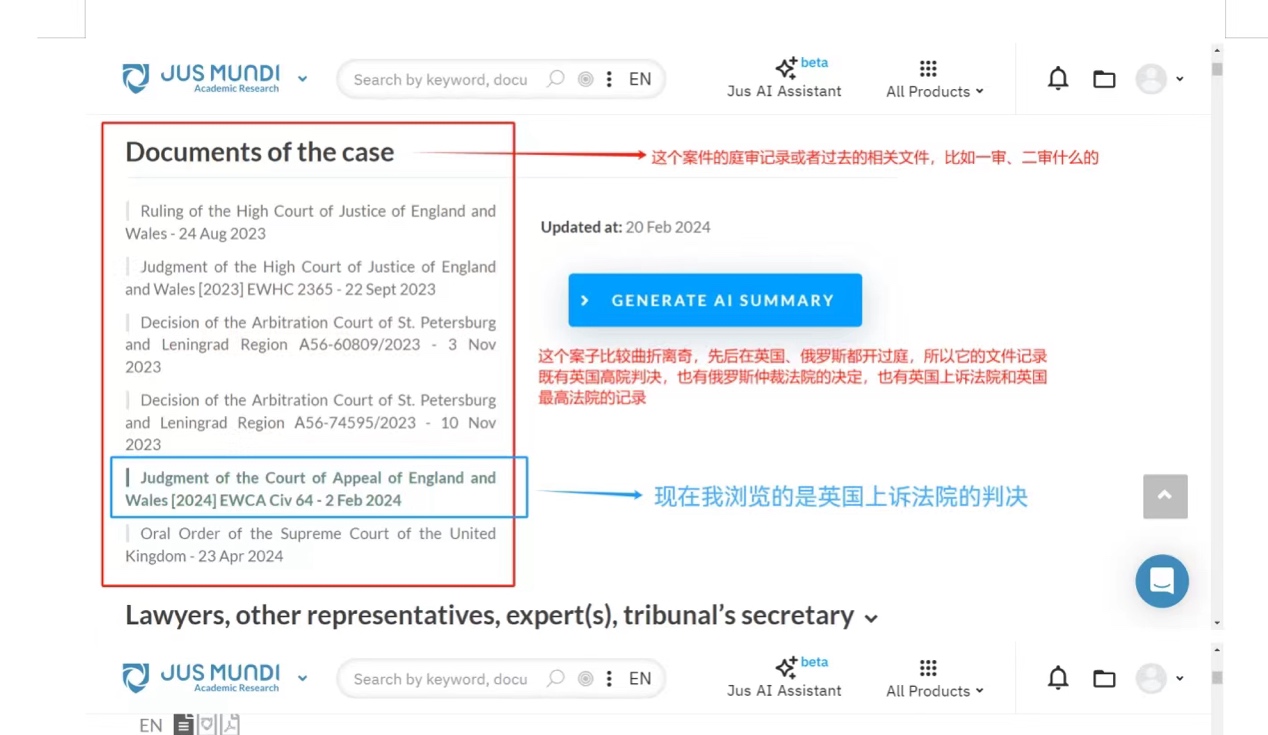 JUS MUNDI
Academic Research
Search by keyword, docu
EN
beta
Jus AI Assistant
All Products
Documents of the case
这个案件的庭审记录或者过去的相关文件，比如一审、二审什么的
Ruling of the High Court of Justice of England and
Wales - 24 Aug 2023
Judgment of the High Court of Justice of England
and Wales [2023] EWHC 2365 - 22 Sept 2023
Decision of the Arbitration Court of St. Petersburg
and Leningrad Region A56-60809/2023 - 3 Nov
2023
Decision of the Arbitration Court of St. Petersburg
and Leningrad Region A56-74595/2023 - 10 Nov
2023
Judgment of the Court of Appeal of England and
Wales [2024] EWCA Civ 64 - 2 Feb 2024
Oral Order of the Supreme Court of the United
Kingdom - 23 Apr 2024
Updated at: 20 Feb 2024
GENERATE AI SUMMARY
这个案子比较曲折离奇，先后在英国、俄罗斯都开过庭，所以它的文件记录
既有英国高院判决，也有俄罗斯仲裁法院的决定，也有英国上诉法院和英国
最高法院的记录
现在我浏览的是英国上诉法院的判决
Lawyers, other representatives, expert(s), tribunal's secretary
JUS MUNDI
Academic Research
Search by keyword, docu
EN
beta
Jus AI Assistant
All Products
EN